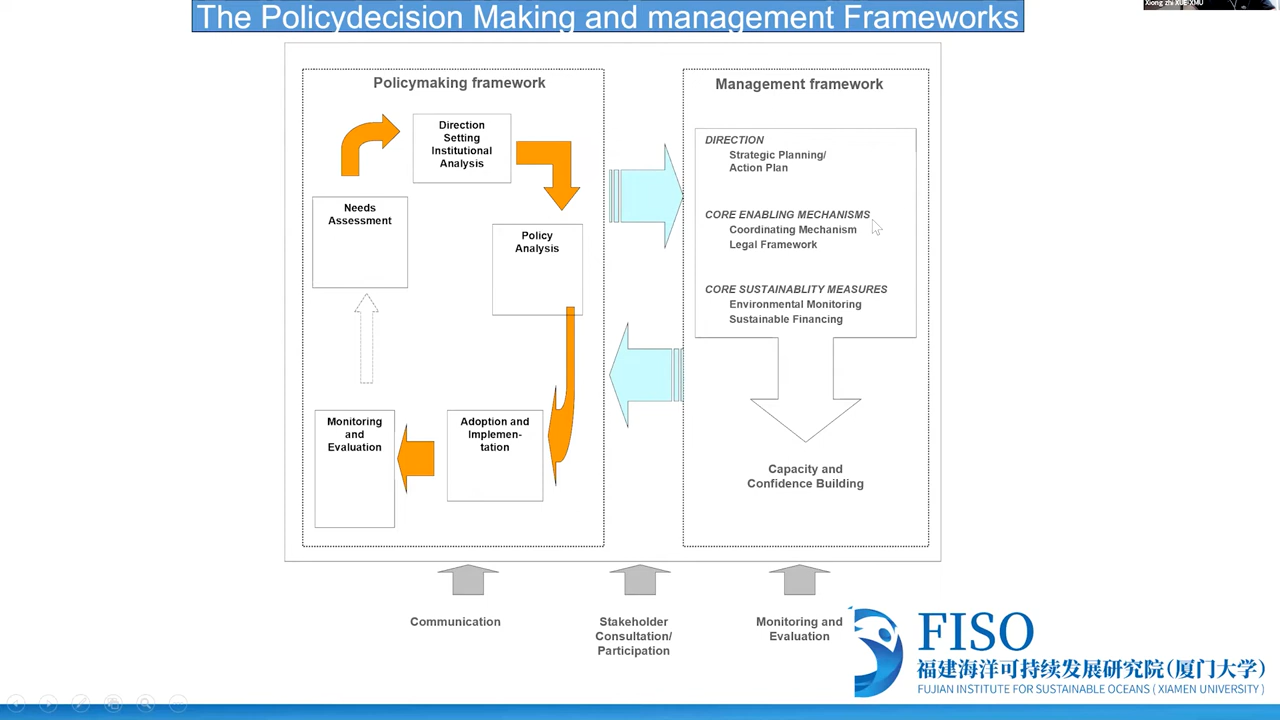 Xiong zhi XUE-XMU
The Policydecision Making and management Frameworks
Policymaking framework
Direction
Setting
Institutional
Analysis
Needs
Assessment
Policy
Analysis
Monitoring
and
Evaluation
Adoption and
Implemen-
tation
Management framework
DIRECTION
Strategic Planning/
Action Plan
CORE ENABLING MECHANISMS
Coordinating Mechanism
Legal Framework
CORE SUSTAINABLITY MEASURES
Environmental Monitoring
Sustainable Financing
Capacity and
Confidence Building
Communication
Stakeholder
Consultation/
Participation
Monitoring and
Evaluation
FISO
福建海洋可持续发展研究院(厦门大学)
FUJIAN INSTITUTE FOR SUSTAINABLE OCEANS ( XIAMEN UNIVERSITY )